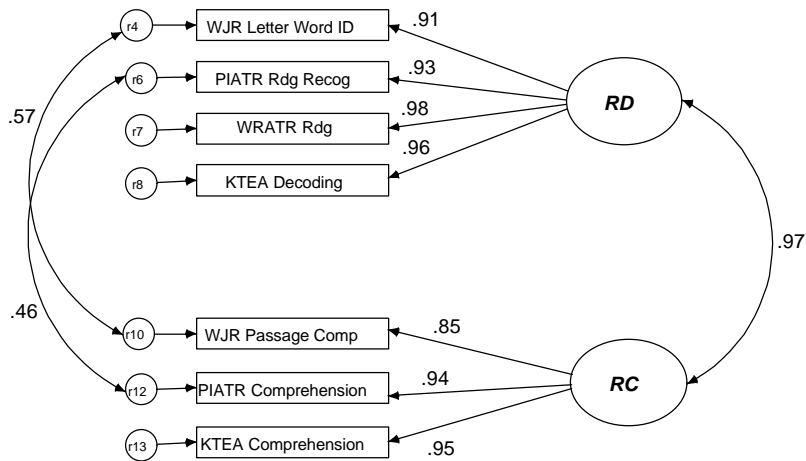 r4
WJR Letter Word ID
.91
r6
PIATR Rdg Recog
.93
RD
.57
r7
WRATR Rdg
.98
r8
KTEA Decoding
.96
.97
.46
r10
WJR Passage Comp
.85
r12
PIATR Comprehension
.94
RC
r13
KTEA Comprehension
.95